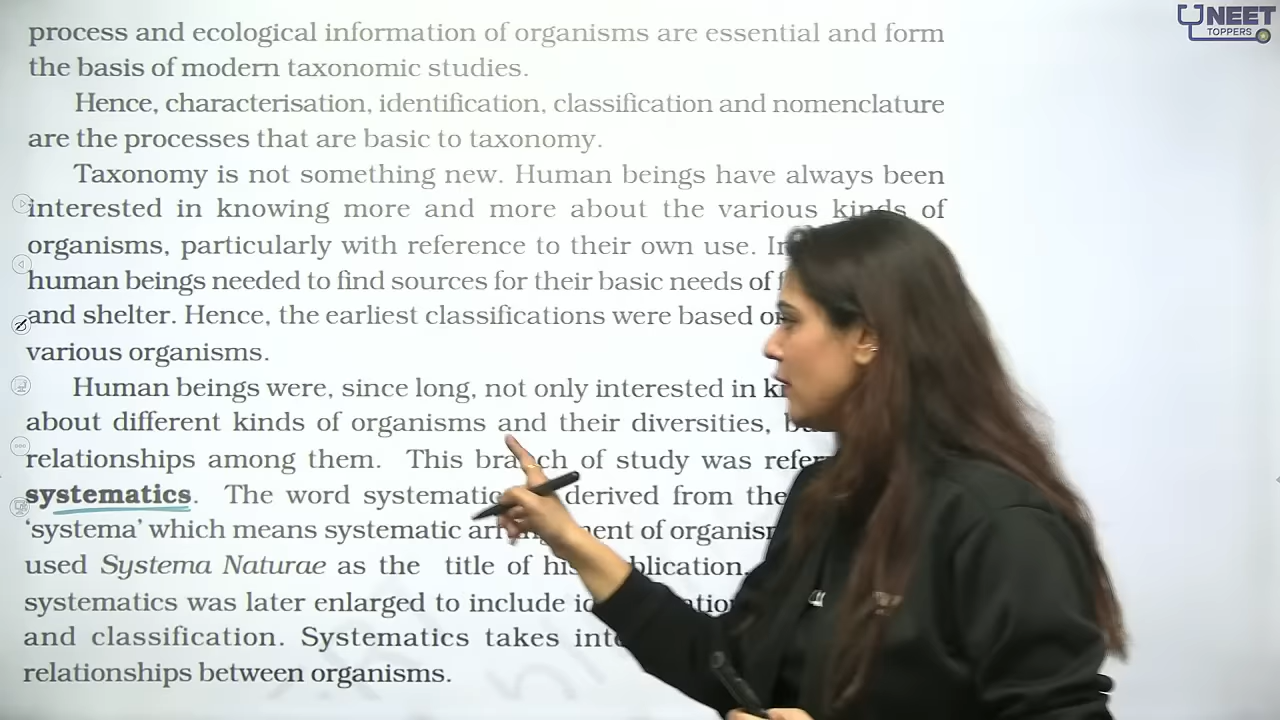 process and ecological information of organisms are essential and form
the basis of modern taxonomic studies.
Hence, characterisation, identification, classification and nomenclature
are the processes that are basic to taxonomy.
Taxonomy is not something new. Human beings have always been
interested in knowing more and more about the various kinds of
organisms, particularly with reference to their own use. In
human beings needed to find sources for their basic needs of
and shelter. Hence, the earliest classifications were based on
various organisms.
Human beings were, since long, not only interested in
about different kinds of organisms and their diversities,
relationships among them. This branch of study was
systematics. The word derived from the
'systema' which means systematic of
used Systema Naturae as the title of his
systematics was later enlarged to include
and classification. Systematics takes
relationships between organisms.
UNEET
TOPPERS